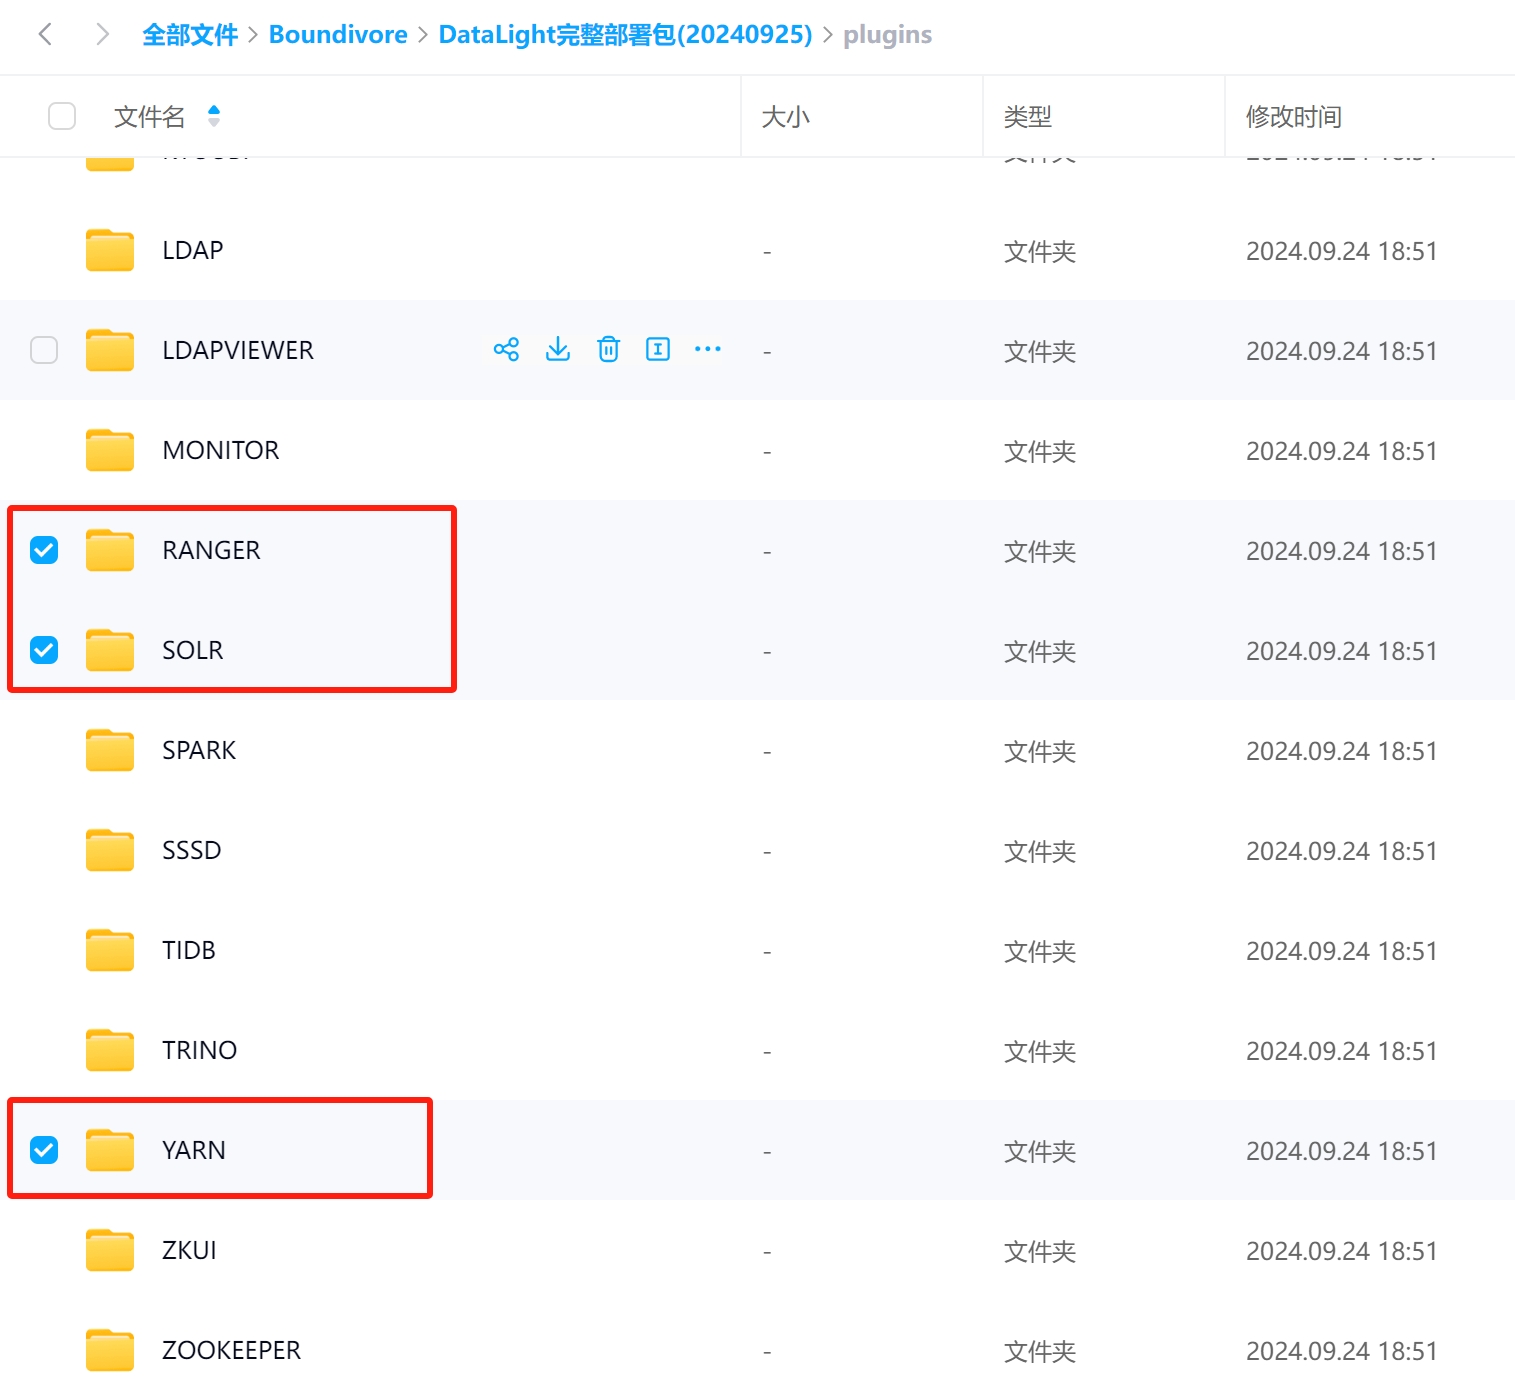 全部文件 > Boundivore > DataLight完整部署包(20240925) > plugins
文件名 大小 类型 修改时间
LDAP - 文件夹 2024.09.24 18:51
LDAPVIEWER - 文件夹 2024.09.24 18:51
MONITOR - 文件夹 2024.09.24 18:51
RANGER - 文件夹 2024.09.24 18:51
SOLR - 文件夹 2024.09.24 18:51
SPARK - 文件夹 2024.09.24 18:51
SSSD - 文件夹 2024.09.24 18:51
TIDB - 文件夹 2024.09.24 18:51
TRINO - 文件夹 2024.09.24 18:51
YARN - 文件夹 2024.09.24 18:51
ZKUI - 文件夹 2024.09.24 18:51
ZOOKEEPER - 文件夹 2024.09.24 18:51